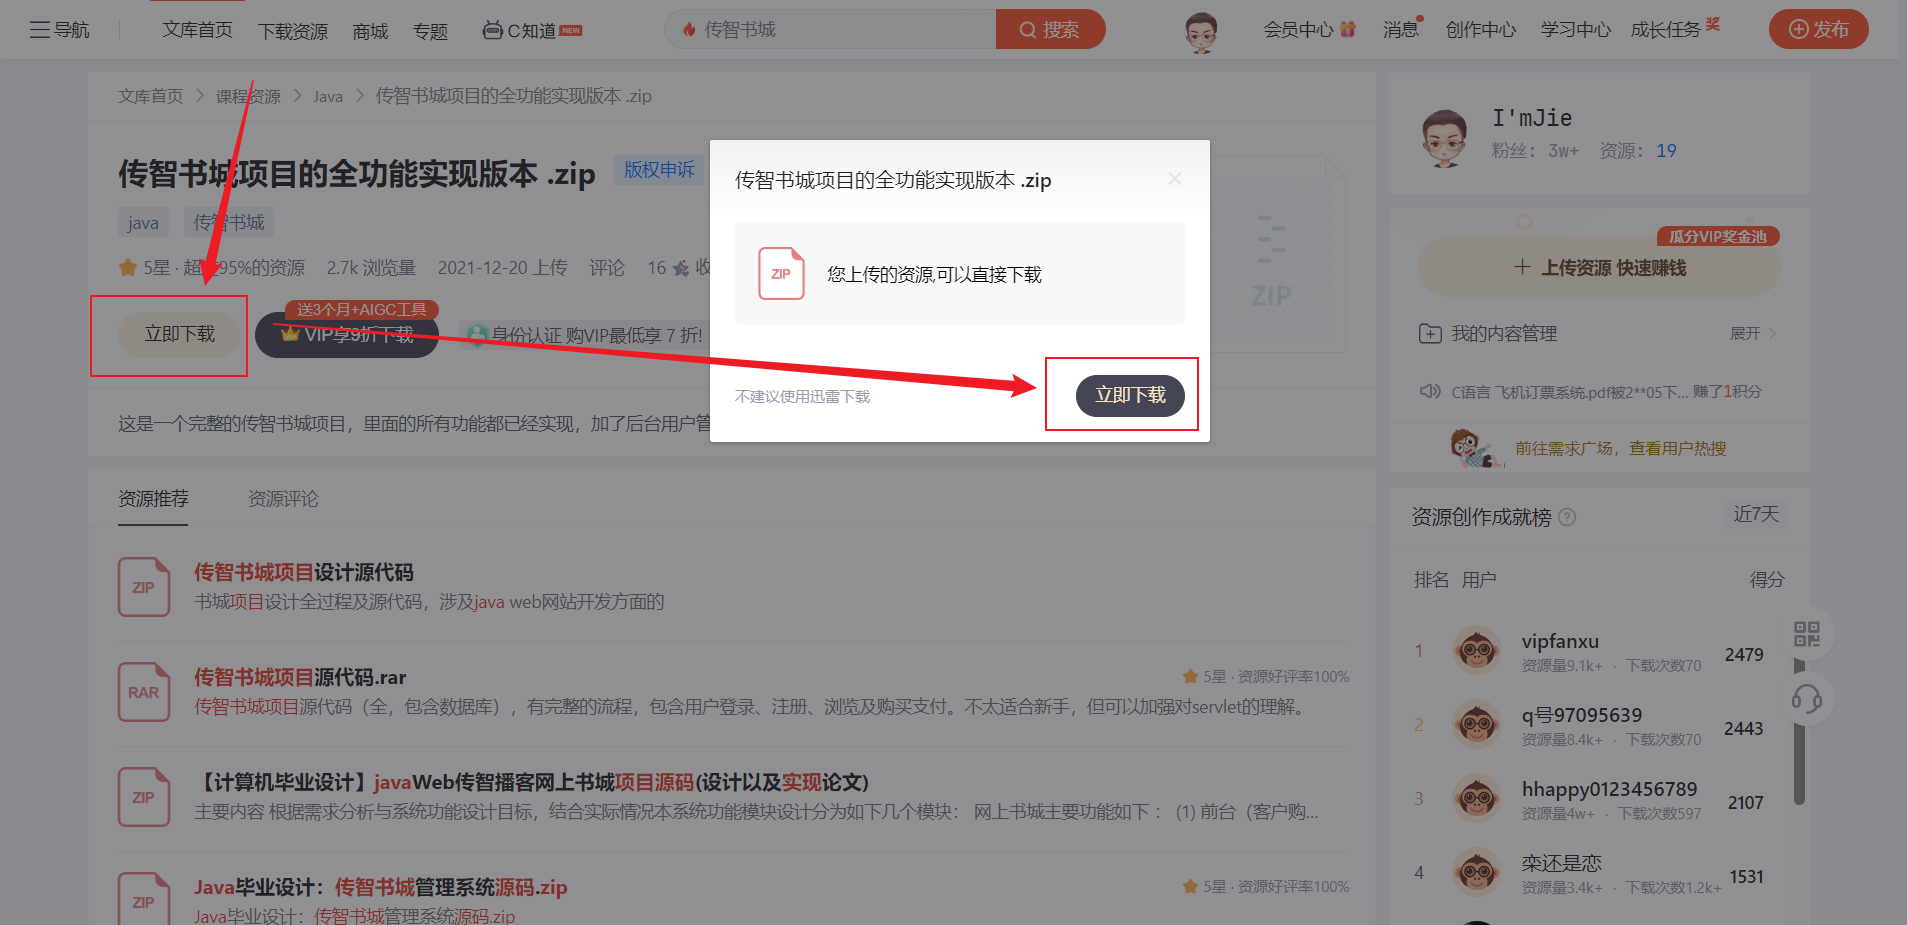 导航
文库首页
下载资源
商城
专题
C知道 NEW
传智书城
搜索
会员中心
消息
创作中心
学习中心
成长任务 奖
发布
文库首页 > 课程资源 > Java > 传智书城项目的全功能实现版本 .zip
传智书城项目的全功能实现版本 .zip
版权申诉
java
传智书城
5星 · 超过95%的资源
2.7k 浏览量
2021-12-20 上传
评论
16
收
立即下载
送3个月+AIGC工具
VIP享9折下载
身份认证 购VIP最低享 7 折!
这是一个完整的传智书城项目，里面的所有功能都已经实现，加了后台用户管
ZIP
传智书城项目的全功能实现版本 .zip
ZIP
您上传的资源,可以直接下载
不建议使用迅雷下载
立即下载
资源推荐
资源评论
ZIP
传智书城项目设计源代码
书城项目设计全过程及源代码，涉及java web网站开发方面的
RAR
传智书城项目源代码.rar
5星 · 资源好评率100%
传智书城项目源代码（全，包含数据库），有完整的流程，包含用户登录、注册、浏览及购买支付。不太适合新手，但可以加强对servlet的理解。
ZIP
【计算机毕业设计】javaWeb传智播客网上书城项目源码(设计以及实现论文)
主要内容 根据需求分析与系统功能设计目标，结合实际情况本系统功能模块设计分为如下几个模块： 网上书城主要功能如下 ： (1) 前台（客户购...
ZIP
Java毕业设计：传智书城管理系统源码.zip
5星 · 资源好评率100%
Java毕业设计：传智书城管理系统源码.zip
I'mJie
粉丝： 3w+ 资源： 19
瓜分VIP奖金池
上传资源 快速赚钱
我的内容管理
展开
C语言 飞机订票系统.pdf被2**05下... 赚了1积分
前往需求广场，查看用户热搜
资源创作成就榜
近7天
排名 用户 得分
1 vipfanxu 2479
资源量9.1k+ · 下载次数70
2 q号97095639 2443
资源量8.4k+ · 下载次数70
3 hhappy0123456789 2107
资源量4w+ · 下载次数597
4 栾还是恋 1531
资源量3.4k+ · 下载次数1.2k+